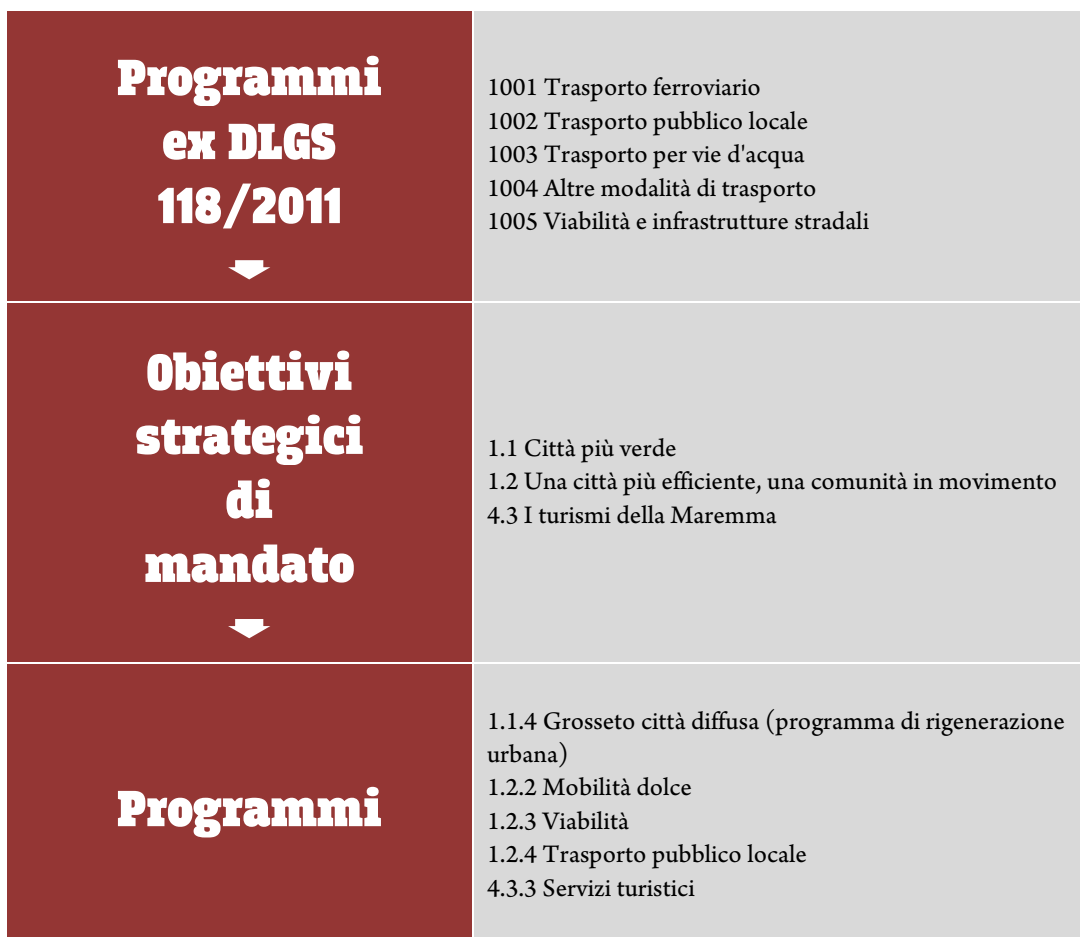 Programmi
ex DLGS
118/2011
1001 Trasporto ferroviario
1002 Trasporto pubblico locale
1003 Trasporto per vie d'acqua
1004 Altre modalità di trasporto
1005 Viabilità e infrastrutture stradali
Obiettivi
strategici
di
mandato
1.1 Città più verde
1.2 Una città più efficiente, una comunità in movimento
4.3 I turismi della Maremma
Programmi
1.1.4 Grosseto città diffusa (programma di rigenerazione
urbana)
1.2.2 Mobilità dolce
1.2.3 Viabilità
1.2.4 Trasporto pubblico locale
4.3.3 Servizi turistici